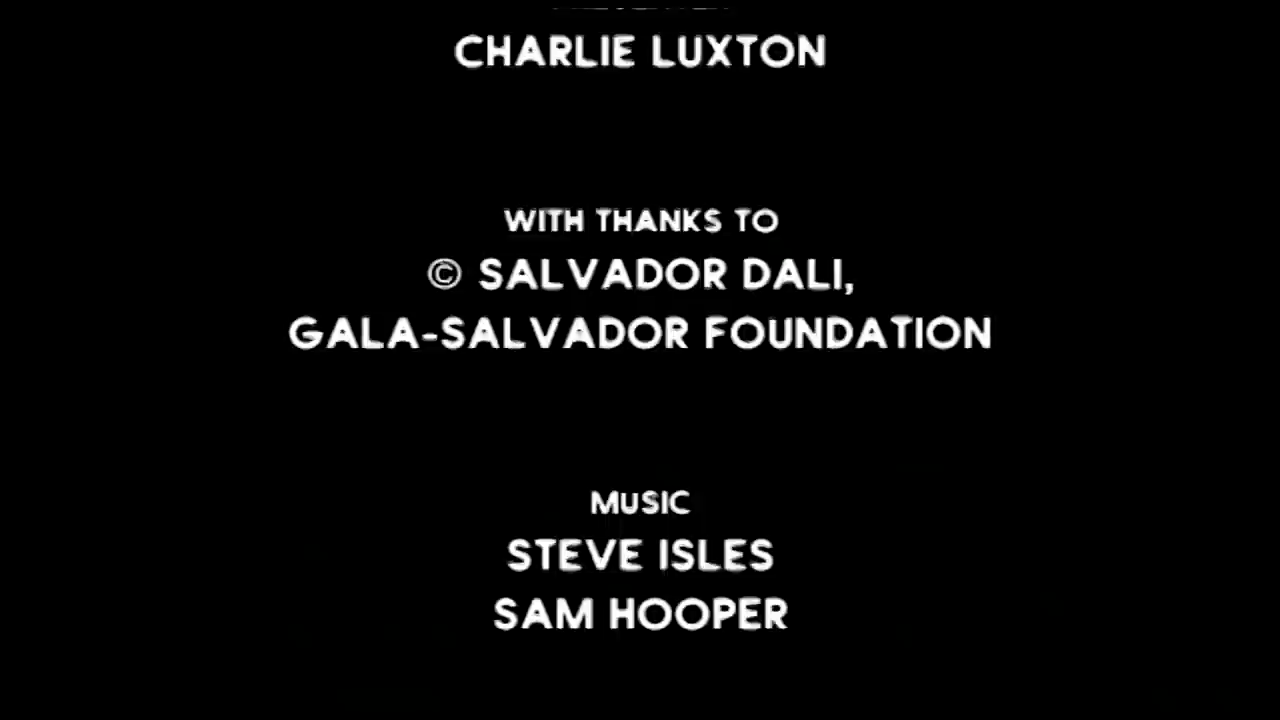 CHARLIE LUXTON
WITH THANKS TO
© SALVADOR DALI,
GALA-SALVADOR FOUNDATION
MUSIC
STEVE ISLES
SAM HOOPER